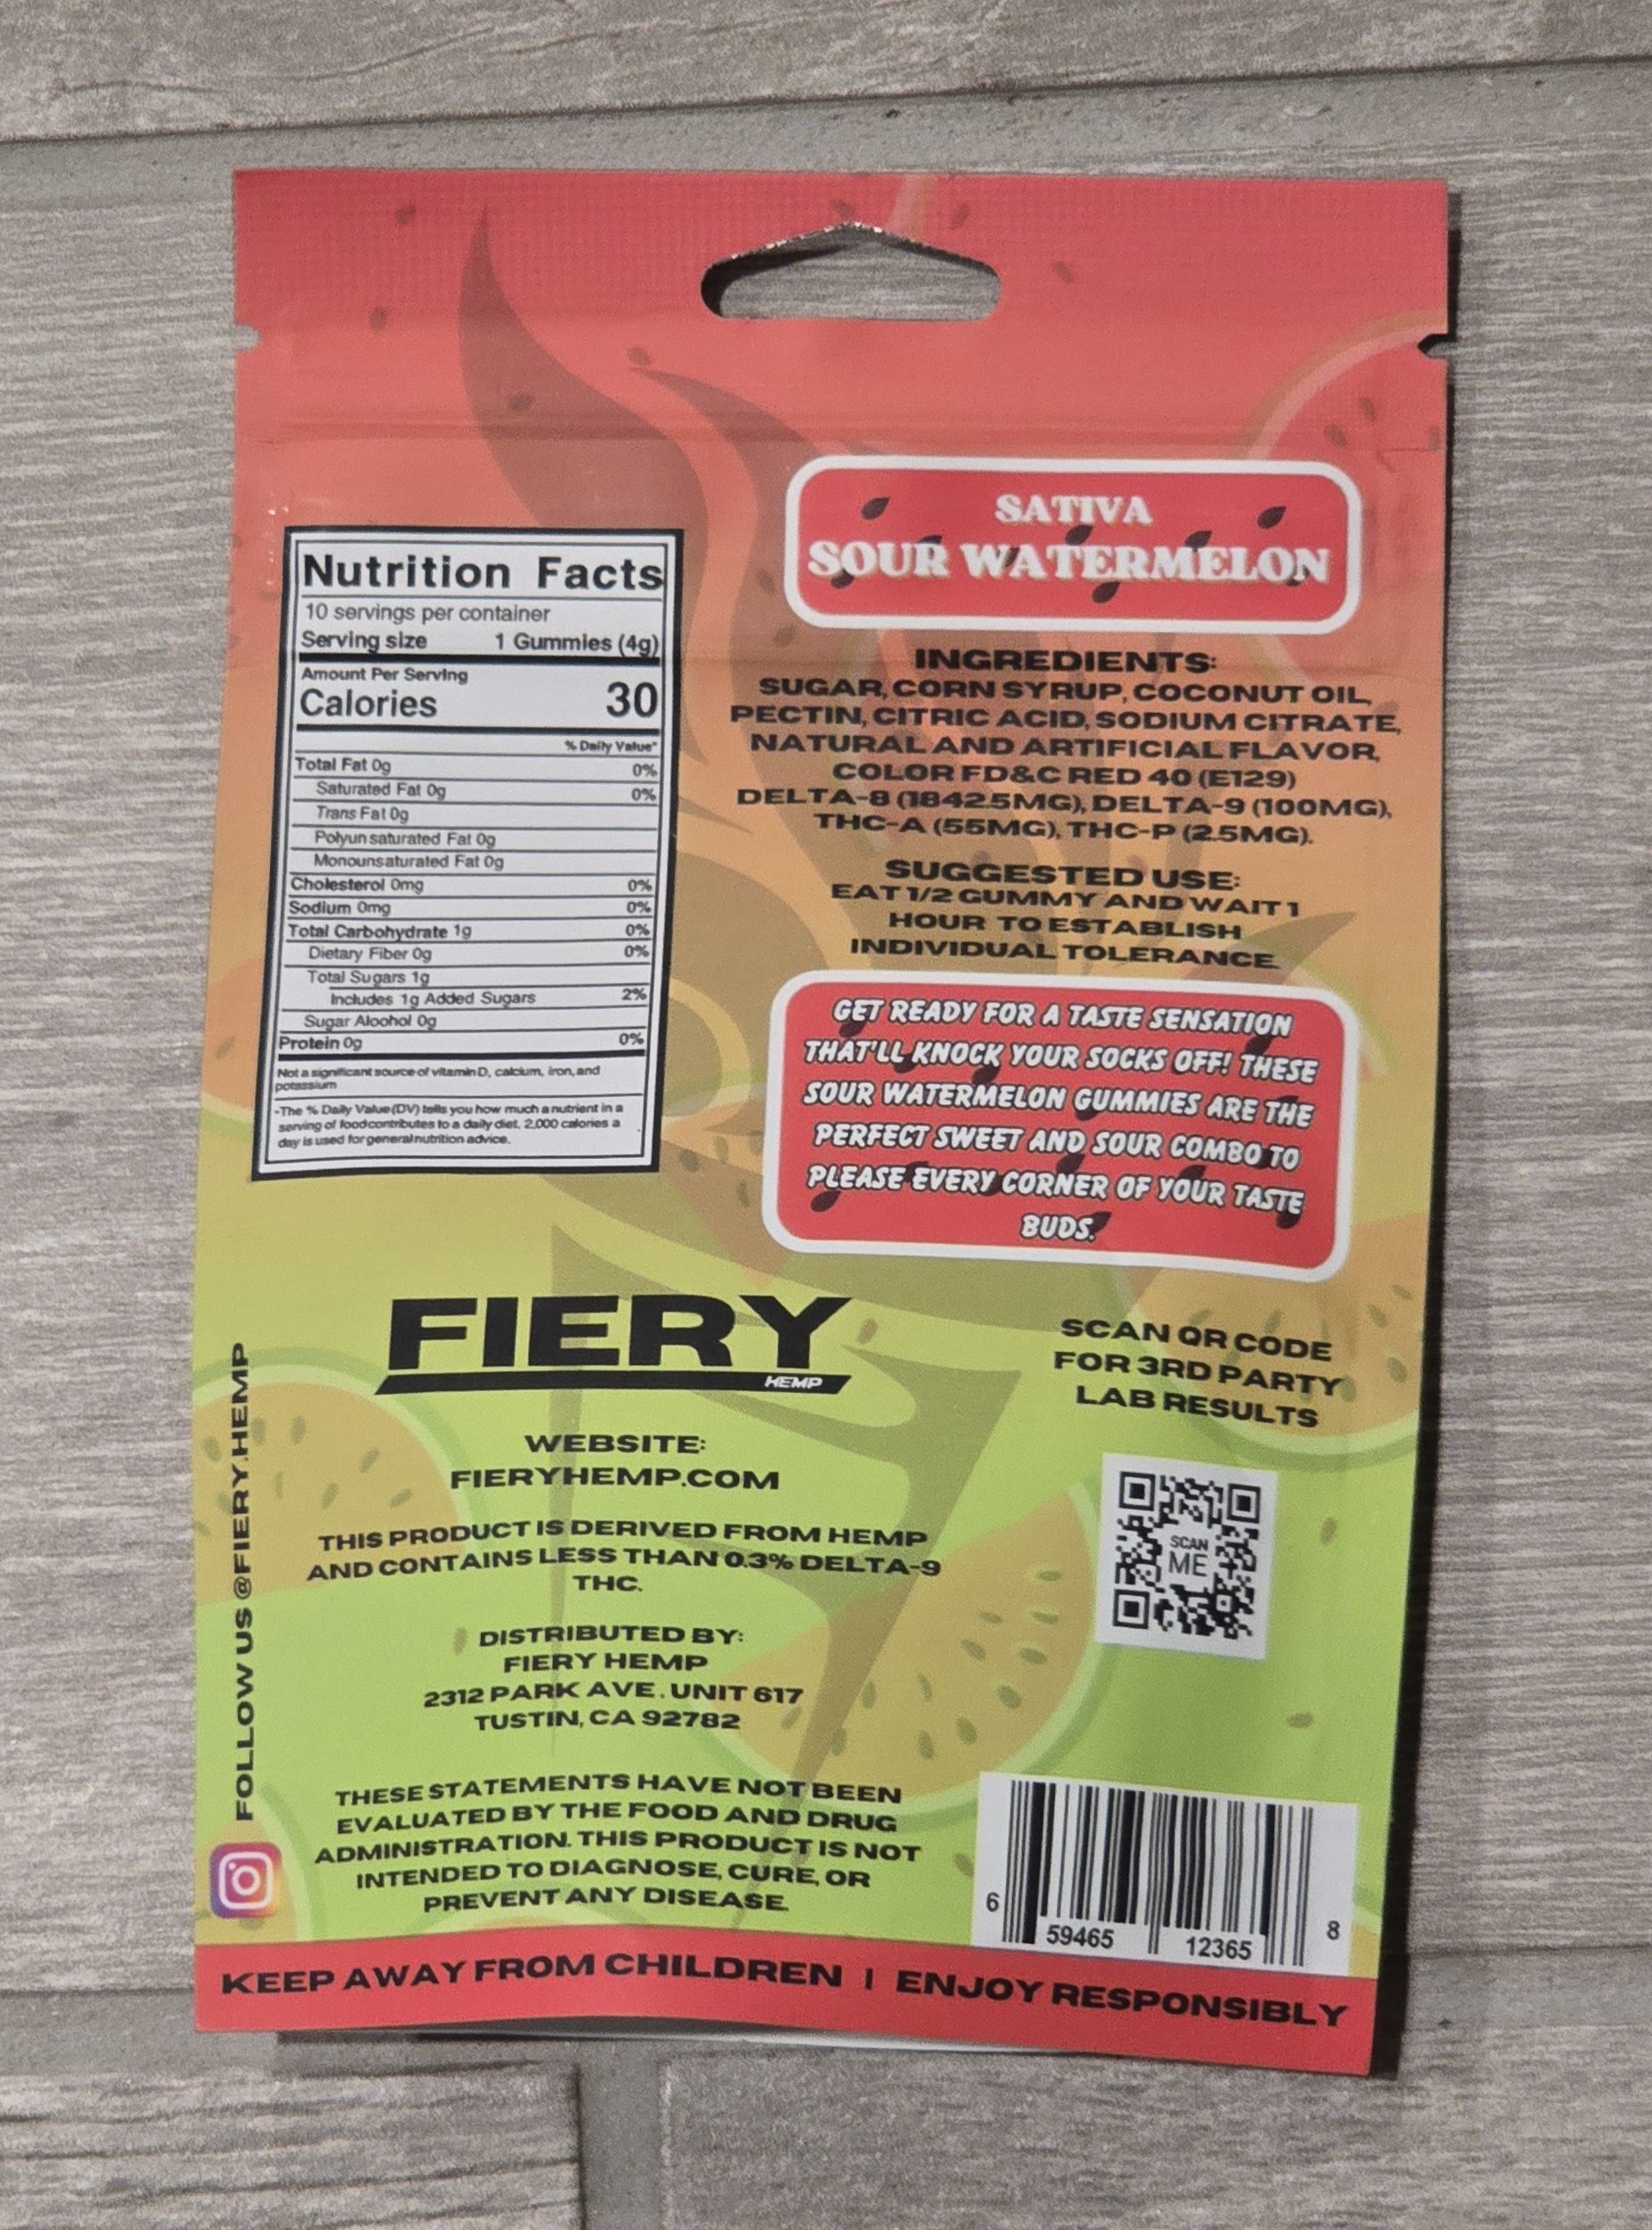 SATIVA
SOUR WATERMELON
Nutrition Facts
10 servings per container
Serving size 1 Gummies (4g)
Amount Per Serving
Calories 30
% Daily Value*
Total Fat 0g 0%
Saturated Fat 0g 0%
Trans Fat 0g
Polyunsaturated Fat 0g
Monounsaturated Fat 0g
Cholesterol 0mg 0%
Sodium 0mg 0%
Total Carbohydrate 1g 0%
Dietary Fiber 0g 0%
Total Sugars 1g
Includes 1g Added Sugars 2%
Sugar Alcohol 0g
Protein 0g 0%
Not a significant source of vitamin D, calcium, iron, and
potassium
*The % Daily Value (DV) tells you how much a nutrient in a
serving of food contributes to a daily diet. 2,000 calories a
day is used for general nutrition advice.
INGREDIENTS:
SUGAR, CORN SYRUP, COCONUT OIL,
PECTIN, CITRIC ACID, SODIUM CITRATE,
NATURAL AND ARTIFICIAL FLAVOR,
COLOR FD&C RED 40 (E129)
DELTA-8 (1842.5MG), DELTA-9 (100MG),
THC-A (55MG), THC-P (2.5MG).
SUGGESTED USE:
EAT 1/2 GUMMY AND WAIT 1
HOUR TO ESTABLISH
INDIVIDUAL TOLERANCE
GET READY FOR A TASTE SENSATION
THAT'LL KNOCK YOUR SOCKS OFF! THESE
SOUR WATERMELON GUMMIES ARE THE
PERFECT SWEET AND SOUR COMBO TO
PLEASE EVERY CORNER OF YOUR TASTE
BUDS.
FIERY
HEMP
WEBSITE:
FIERYHEMP.COM
THIS PRODUCT IS DERIVED FROM HEMP
AND CONTAINS LESS THAN 0.3% DELTA-9
THC.
DISTRIBUTED BY:
FIERY HEMP
2312 PARK AVE. UNIT 617
TUSTIN, CA 92782
THESE STATEMENTS HAVE NOT BEEN
EVALUATED BY THE FOOD AND DRUG
ADMINISTRATION. THIS PRODUCT IS NOT
INTENDED TO DIAGNOSE, CURE, OR
PREVENT ANY DISEASE.
SCAN QR CODE
FOR 3RD PARTY
LAB RESULTS
SCAN
ME
6 59465 12365 8
FOLLOW US @FIERY.HEMP
KEEP AWAY FROM CHILDREN | ENJOY RESPONSIBLY